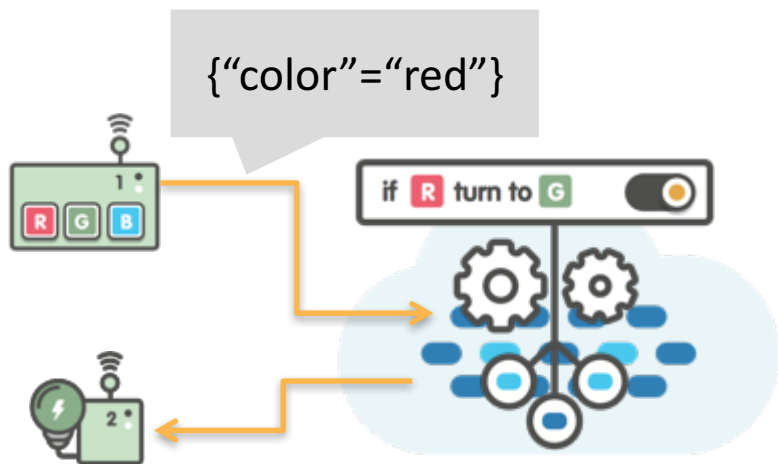 {“color”=“red”}
1
R G B
if R turn to G
2